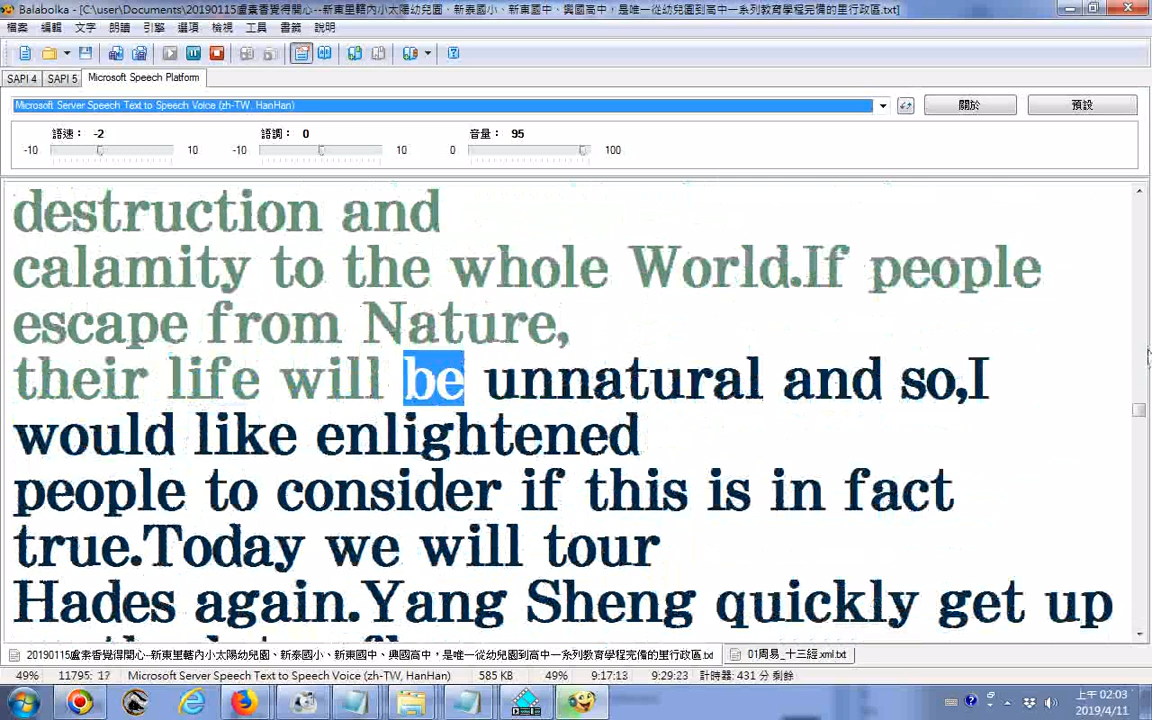 Balabolka - [C:\user\Documents\20190115盧素香覺得開心--新東里轄內小太陽幼兒園、新泰國小、新東國中、興國高中，是唯一從幼兒園到高中一系列教育學程完備的里行政區.txt]
檔案 編輯 文字 朗讀 引擎 選項 檢視 工具 書籤 說明
SAPI 4 SAPI 5 Microsoft Speech Platform
Microsoft Server Speech Text to Speech Voice (zh-TW, HanHan) 關於 預設
語速： -2 語調： 0 音量： 95
-10 10 -10 10 0 100
destruction and
calamity to the whole World.If people
escape from Nature,
their life will be unnatural and so,I
would like enlightened
people to consider if this is in fact
true.Today we will tour
Hades again.Yang Sheng quickly get up
20190115盧素香覺得開心--新東里轄內小太陽幼兒園、新泰國小、新東國中、興國高中，是唯一從幼兒園到高中一系列教育學程完備的里行政區.txt 01周易_十三經.xml.txt
49% 11795: 17 Microsoft Server Speech Text to Speech Voice (zh-TW, HanHan) 585 KB 49% 9:17:13 9:29:23 計時器: 431 分 剩餘
上午 02:03
2019/4/11